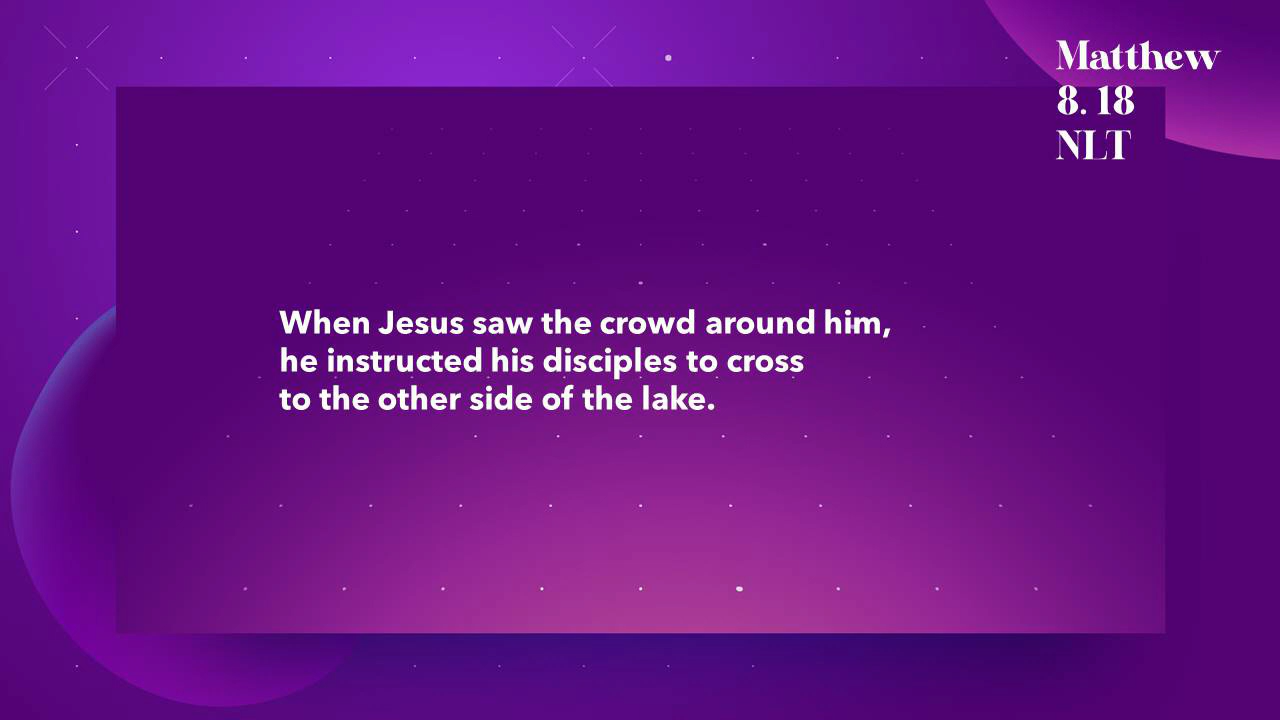 Matthew
8. 18
NLT
When Jesus saw the crowd around him,
he instructed his disciples to cross
to the other side of the lake.